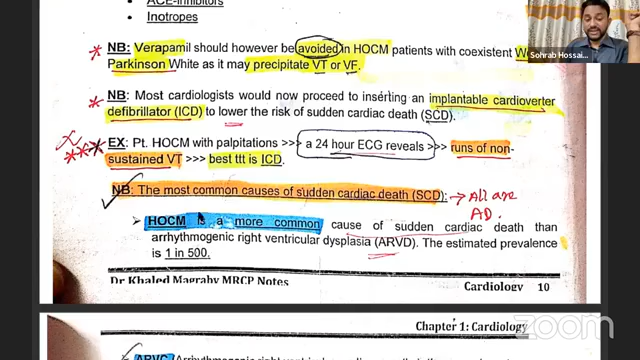 ACE-inhibitors
Inotropes
NB: Verapamil should however be avoided in HOCM patients with coexistent
Parkinson White as it may precipitate VT or VF.
NB: Most cardiologists would now proceed to inserting an implantable cardioverter
defibrillator (ICD) to lower the risk of sudden cardiac death (SCD).
EX: Pt. HOCM with palpitations >>> a 24 hour ECG reveals >>> runs of non-
sustained VT >>> best ttt is ICD.
NB: The most common causes of sudden cardiac death (SCD): → All are
AD.
HOCM is a more common cause of sudden cardiac death than
arrhythmogenic right ventricular dysplasia (ARVD). The estimated prevalence
is 1 in 500.
Dr Khaled Magraby MRCP Notes Cardiology 10
Chapter 1: Cardiology
zoom
Sohrab Hossai...